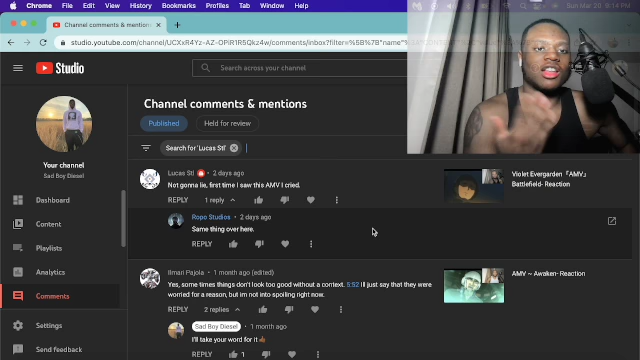 Chrome File Edit View History Bookmarks Profiles Tab Window Help
Sun Mar 20 9:14 PM
Channel comments & mentions
studio.youtube.com/channel/UCXxR4Yz-AZ-OPiR1R5Qkz4w/comments/inbox?filter=%5B%7B"name"
Studio
Search across your channel
Channel comments & mentions
Published Held for review
Search for 'Lucas Stl'
Your channel
Sad Boy Diesel
Dashboard
Content
Playlists
Analytics
Comments
Settings
Send feedback
Lucas Stl • 2 days ago
Not gonna lie, first time I saw this AMV I cried.
REPLY 1 reply
Violet Evergarden「AMV」
Battlefield- Reaction
Ropo Studios • 2 days ago
Same thing over here.
REPLY
Ilmari Pajola • 1 month ago (edited)
Yes, some times things don't look too good without a context. 5:52 I'll just say that they were
worried for a reason, but im not into spoiling right now.
REPLY 2 replies
AMV ~ Awaken- Reaction
Sad Boy Diesel • 1 month ago
I'll take your word for it 👍🏾
REPLY 1